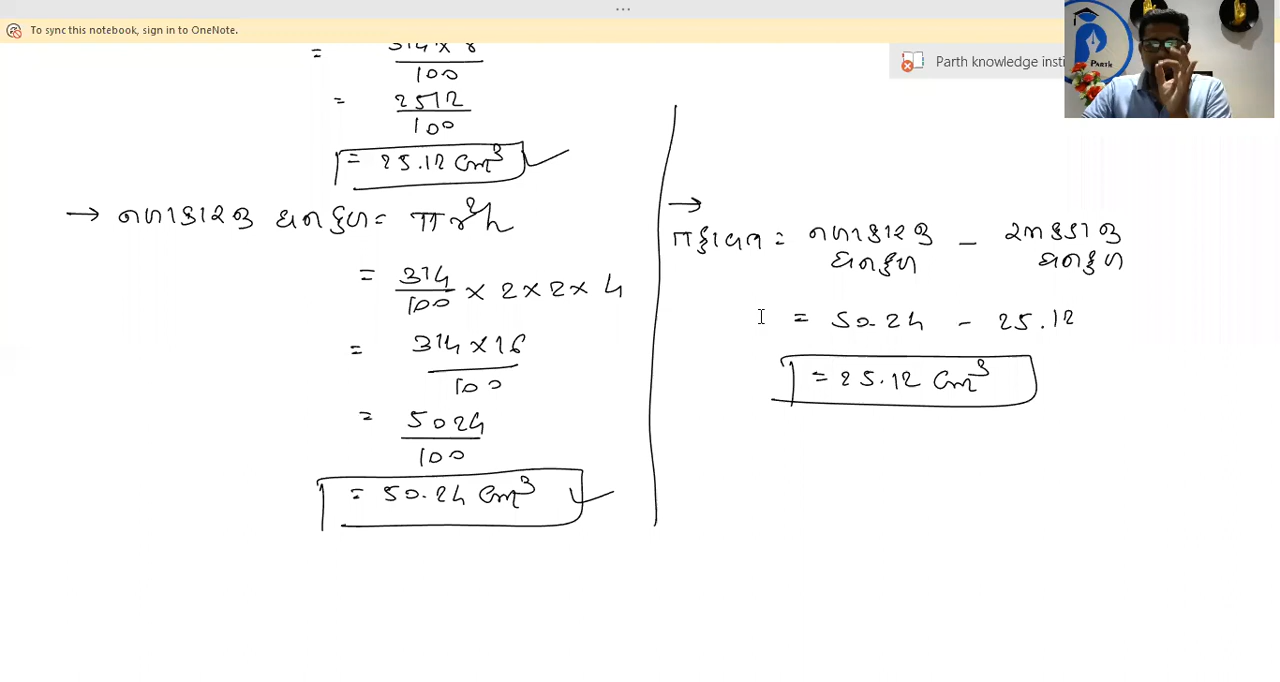 To sync this notebook, sign in to OneNote.
Parth knowledge insti
PARTH
= 314 x 8
100
= 2512
100
= 25.12 cm³
→ નળાકારનું ઘનફળ = πr²h
= 314/100 × 2 × 2 × 4
= 314 × 16
100
= 5024
100
= 50.24 cm³
→
તફાવત = નળાકારનું ઘનફળ – રમકડાનું ઘનફળ
= 50.24 – 25.12
= 25.12 cm³